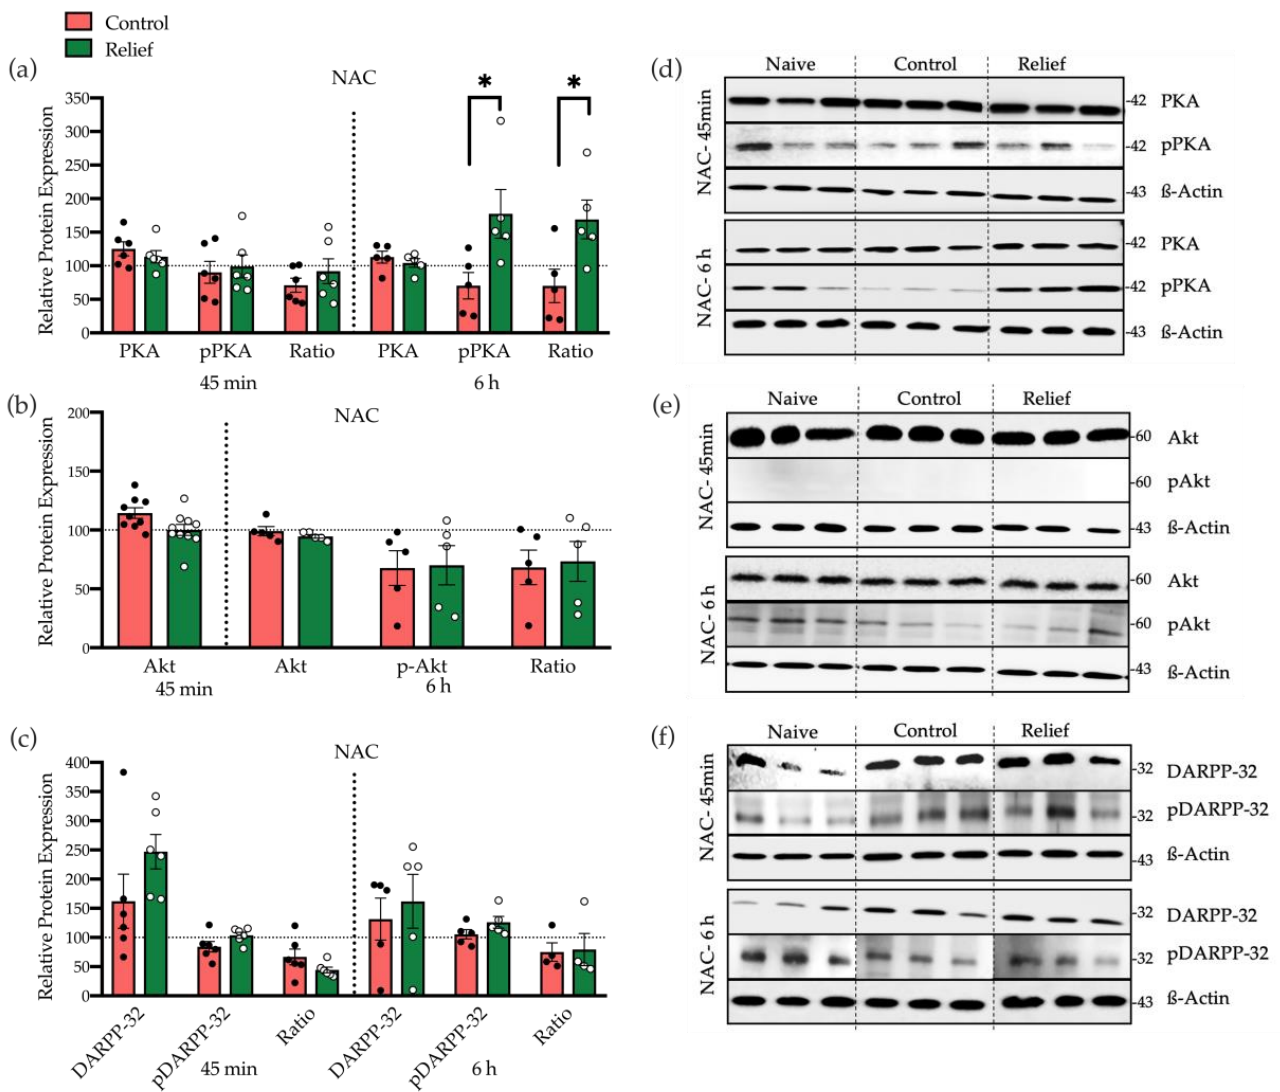 Control
Relief
(a)
NAC
Relative Protein Expression
350
300
250
200
150
100
50
0
* *
PKA pPKA Ratio PKA pPKA Ratio
45 min 6 h
(b)
NAC
Relative Protein Expression
200
150
100
50
0
Akt Akt p-Akt Ratio
45 min 6 h
(c)
NAC
Relative Protein Expression
400
350
300
250
200
150
100
50
0
DARPP-32 pDARPP-32 Ratio DARPP-32 pDARPP-32 Ratio
45 min 6 h
(d)
Naive Control Relief
NAC- 45min
-42 PKA
-42 pPKA
-43 ß-Actin
NAC- 6 h
-42 PKA
-42 pPKA
-43 ß-Actin
(e)
Naive Control Relief
NAC- 45min
-60 Akt
-60 pAkt
-43 ß-Actin
NAC- 6 h
-60 Akt
-60 pAkt
-43 ß-Actin
(f)
Naive Control Relief
NAC- 45min
-32 DARPP-32
-32 pDARPP-32
-43 ß-Actin
NAC- 6 h
-32 DARPP-32
-32 pDARPP-32
-43 ß-Actin